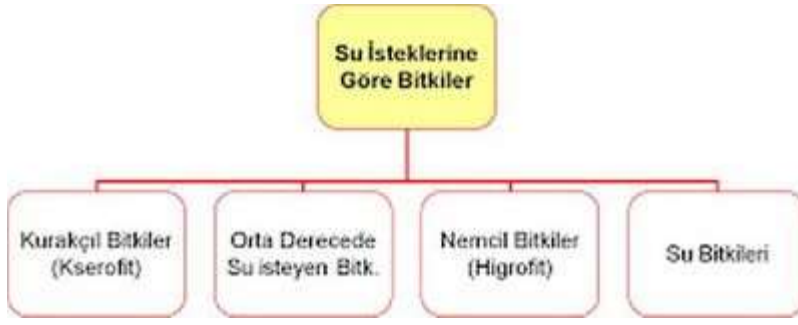 Su İsteklerine
Göre Bitkiler
Kurakçıl Bitkiler
(Kserofit)
Orta Derecede
Su isteyen Bitk.
Nemcil Bitkiler
(Higrofit)
Su Bitkileri